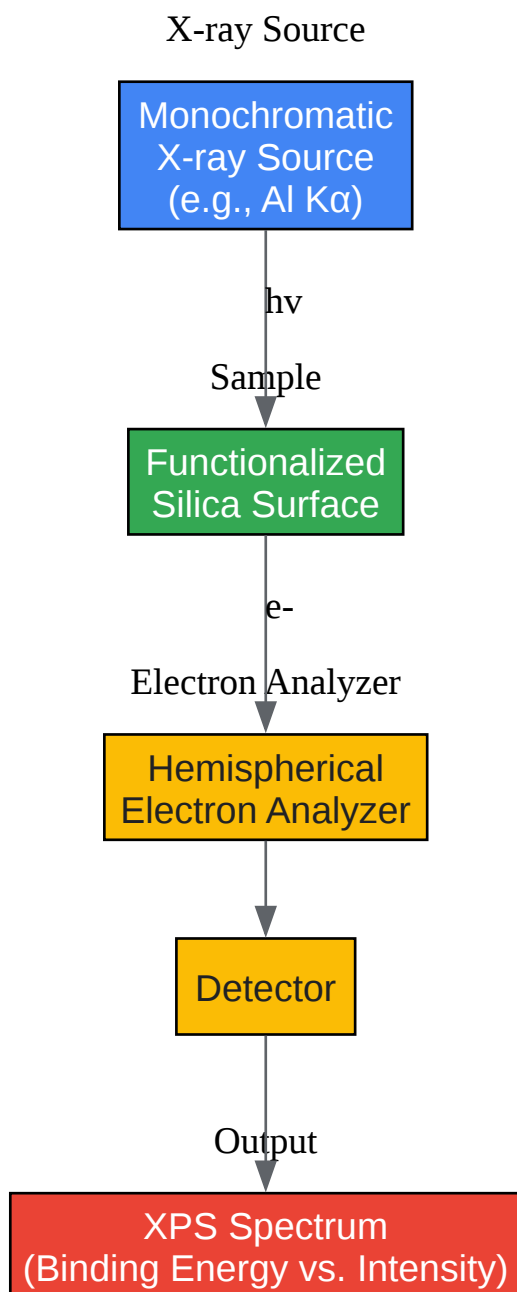 X-ray Source
Monochromatic
X-ray Source
(e.g., Al Kα)
hv
Sample
Functionalized
Silica Surface
e-
Electron Analyzer
Hemispherical
Electron Analyzer
Detector
Output
XPS Spectrum
(Binding Energy vs. Intensity)